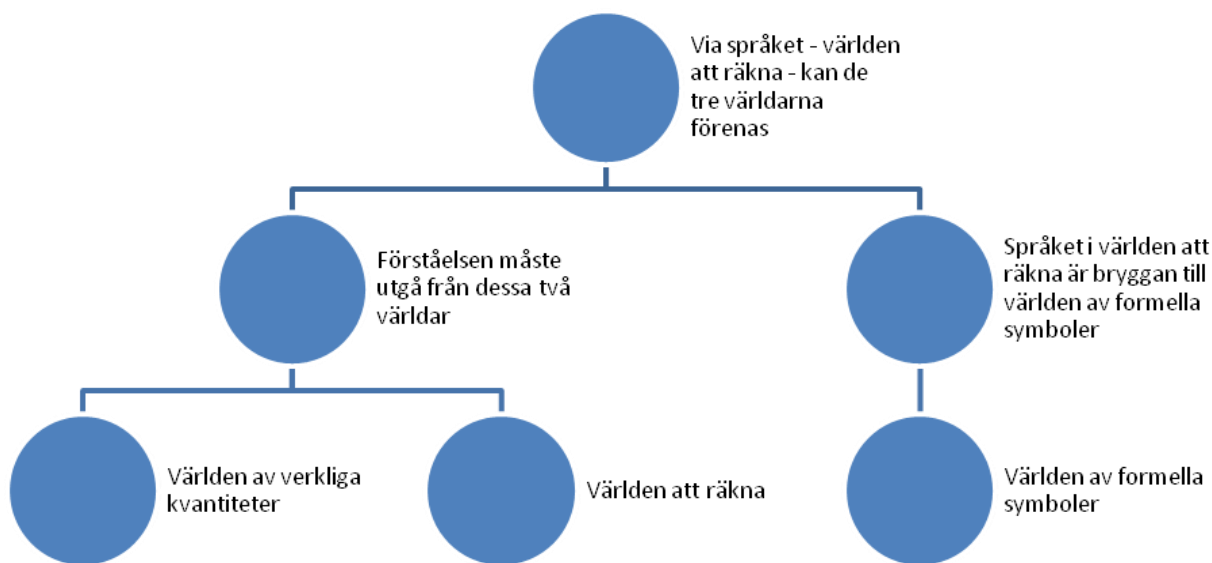 Via språket - världen
att räkna - kan de
tre världarna
förenas
Förståelsen måste
utgå från dessa två
världar
Språket i världen att
räkna är bryggan till
världen av formella
symboler
Världen av verkliga
kvantiteter
Världen att räkna
Världen av formella
symboler